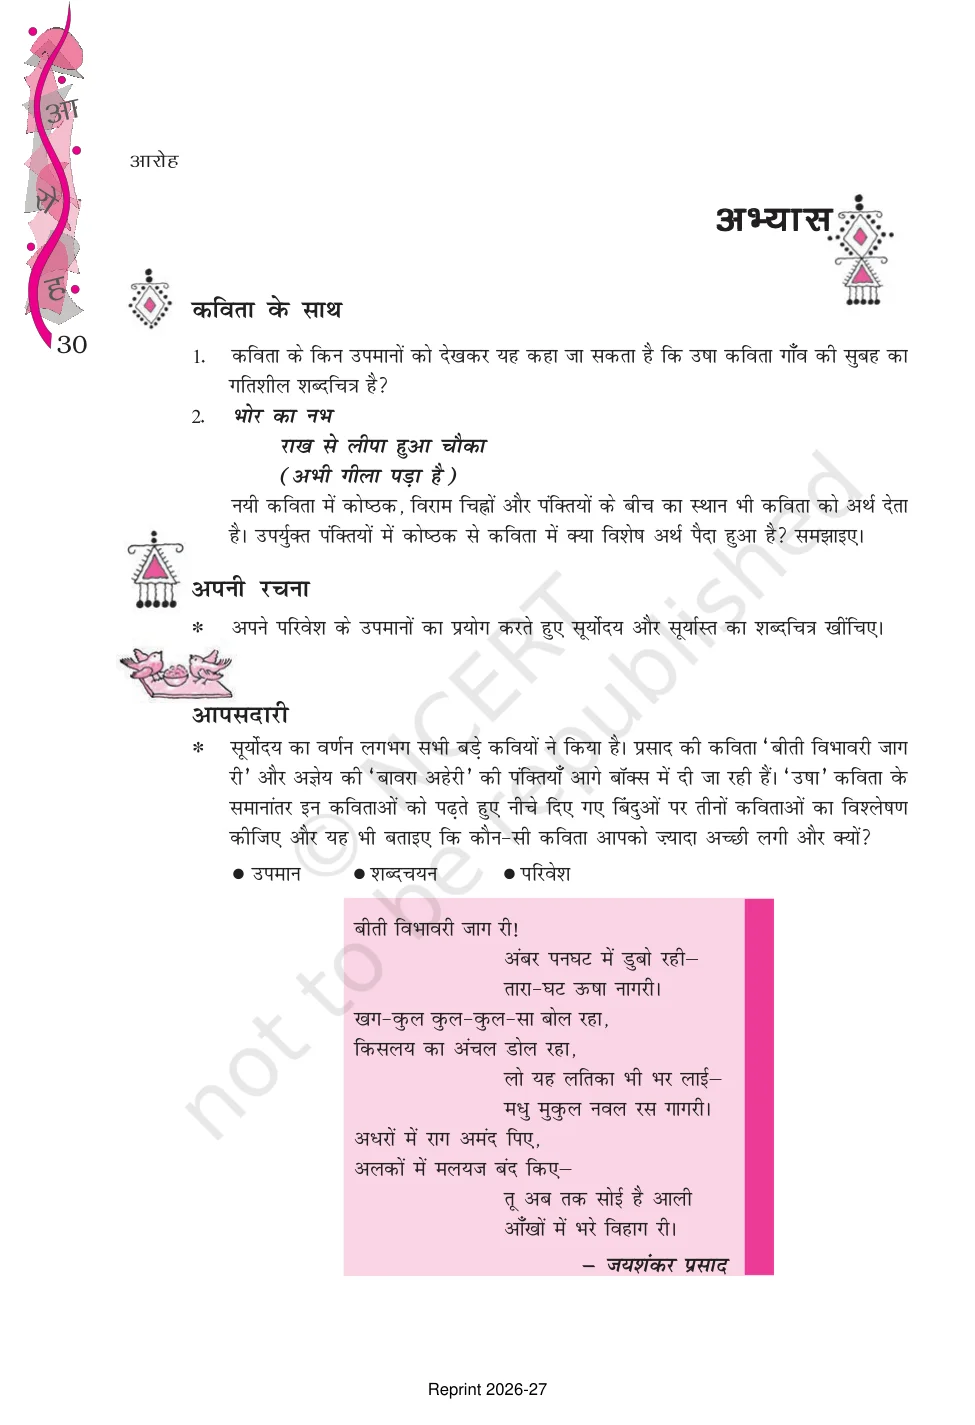 आ
रो
ह
आरोह
30
अभ्यास
कविता के साथ
1. कविता के किन उपमानों को देखकर यह कहा जा सकता है कि उषा कविता गाँव की सुबह का
गतिशील शब्दचित्र है?
2. भोर का नभ
राख से लीपा हुआ चौका
(अभी गीला पड़ा है)
नयी कविता में कोष्ठक, विराम चिह्नों और पंक्तियों के बीच का स्थान भी कविता को अर्थ देता
है। उपर्युक्त पंक्तियों में कोष्ठक से कविता में क्या विशेष अर्थ पैदा हुआ है? समझाइए।
अपनी रचना
* अपने परिवेश के उपमानों का प्रयोग करते हुए सूर्योदय और सूर्यास्त का शब्दचित्र खींचिए।
आपसदारी
* सूर्योदय का वर्णन लगभग सभी बड़े कवियों ने किया है। प्रसाद की कविता ‘बीती विभावरी जाग
री’ और अज्ञेय की ‘बावरा अहेरी’ की पंक्तियाँ आगे बॉक्स में दी जा रही हैं। ‘उषा’ कविता के
समानांतर इन कविताओं को पढ़ते हुए नीचे दिए गए बिंदुओं पर तीनों कविताओं का विश्लेषण
कीजिए और यह भी बताइए कि कौन-सी कविता आपको ज़्यादा अच्छी लगी और क्यों?
● उपमान ● शब्दचयन ● परिवेश
बीती विभावरी जाग री!
अंबर पनघट में डुबो रही–
तारा-घट ऊषा नागरी।
खग-कुल कुल-कुल-सा बोल रहा,
किसलय का अंचल डोल रहा,
लो यह लतिका भी भर लाई–
मधु मुकुल नवल रस गागरी।
अधरों में राग अमंद पिए,
अलकों में मलयज बंद किए–
तू अब तक सोई है आली
आँखों में भरे विहाग री।
– जयशंकर प्रसाद
© NCERT
not to be republished
Reprint 2026-27